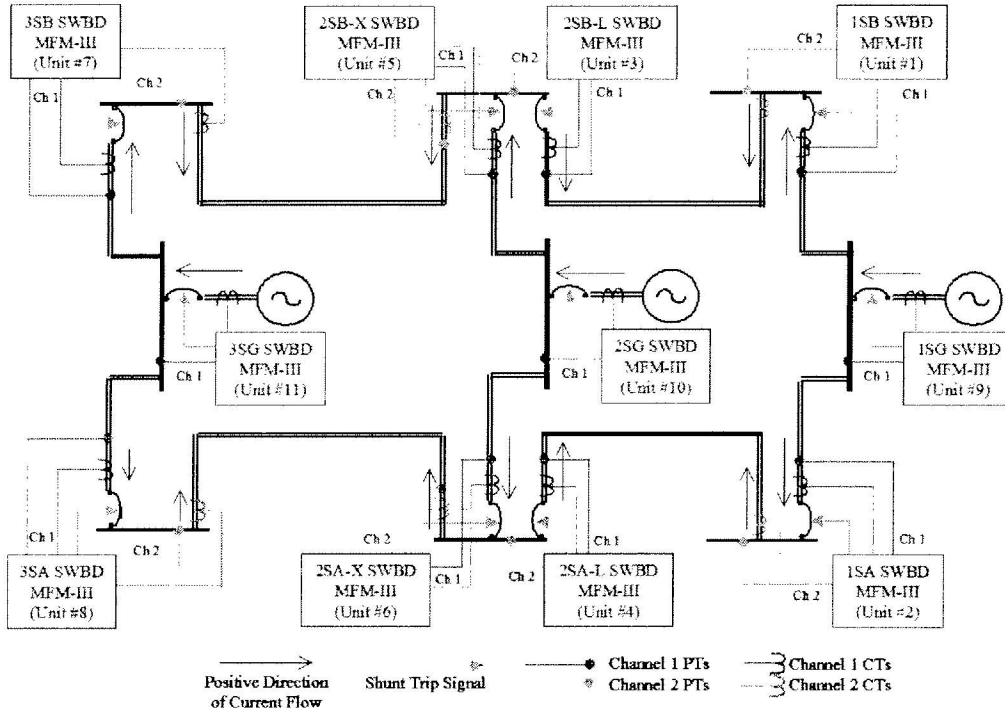 3SB SWBD
MFM-III
(Unit #7)
2SB-X SWBD
MFM-III
(Unit #5)
2SB-L SWBD
MFM-III
(Unit #3)
1SB SWBD
MFM-III
(Unit #1)
Ch 2
Ch 1
Ch 1
Ch 2
Ch 2
Ch 1
Ch 2
Ch 1
3SG SWBD
MFM-III
(Unit #11)
Ch 1
2SG SWBD
MFM-III
(Unit #10)
Ch 1
1SG SWBD
MFM-III
(Unit #9)
Ch 1
Ch 1
Ch 2
Ch 2
Ch 1
Ch 2
Ch 1
Ch 1
Ch 2
3SA SWBD
MFM-III
(Unit #8)
2SA-X SWBD
MFM-III
(Unit #6)
2SA-L SWBD
MFM-III
(Unit #4)
1SA SWBD
MFM-III
(Unit #2)
Positive Direction
of Current Flow
Shunt Trip Signal
Channel 1 PTs
Channel 2 PTs
Channel 1 CTs
Channel 2 CTs